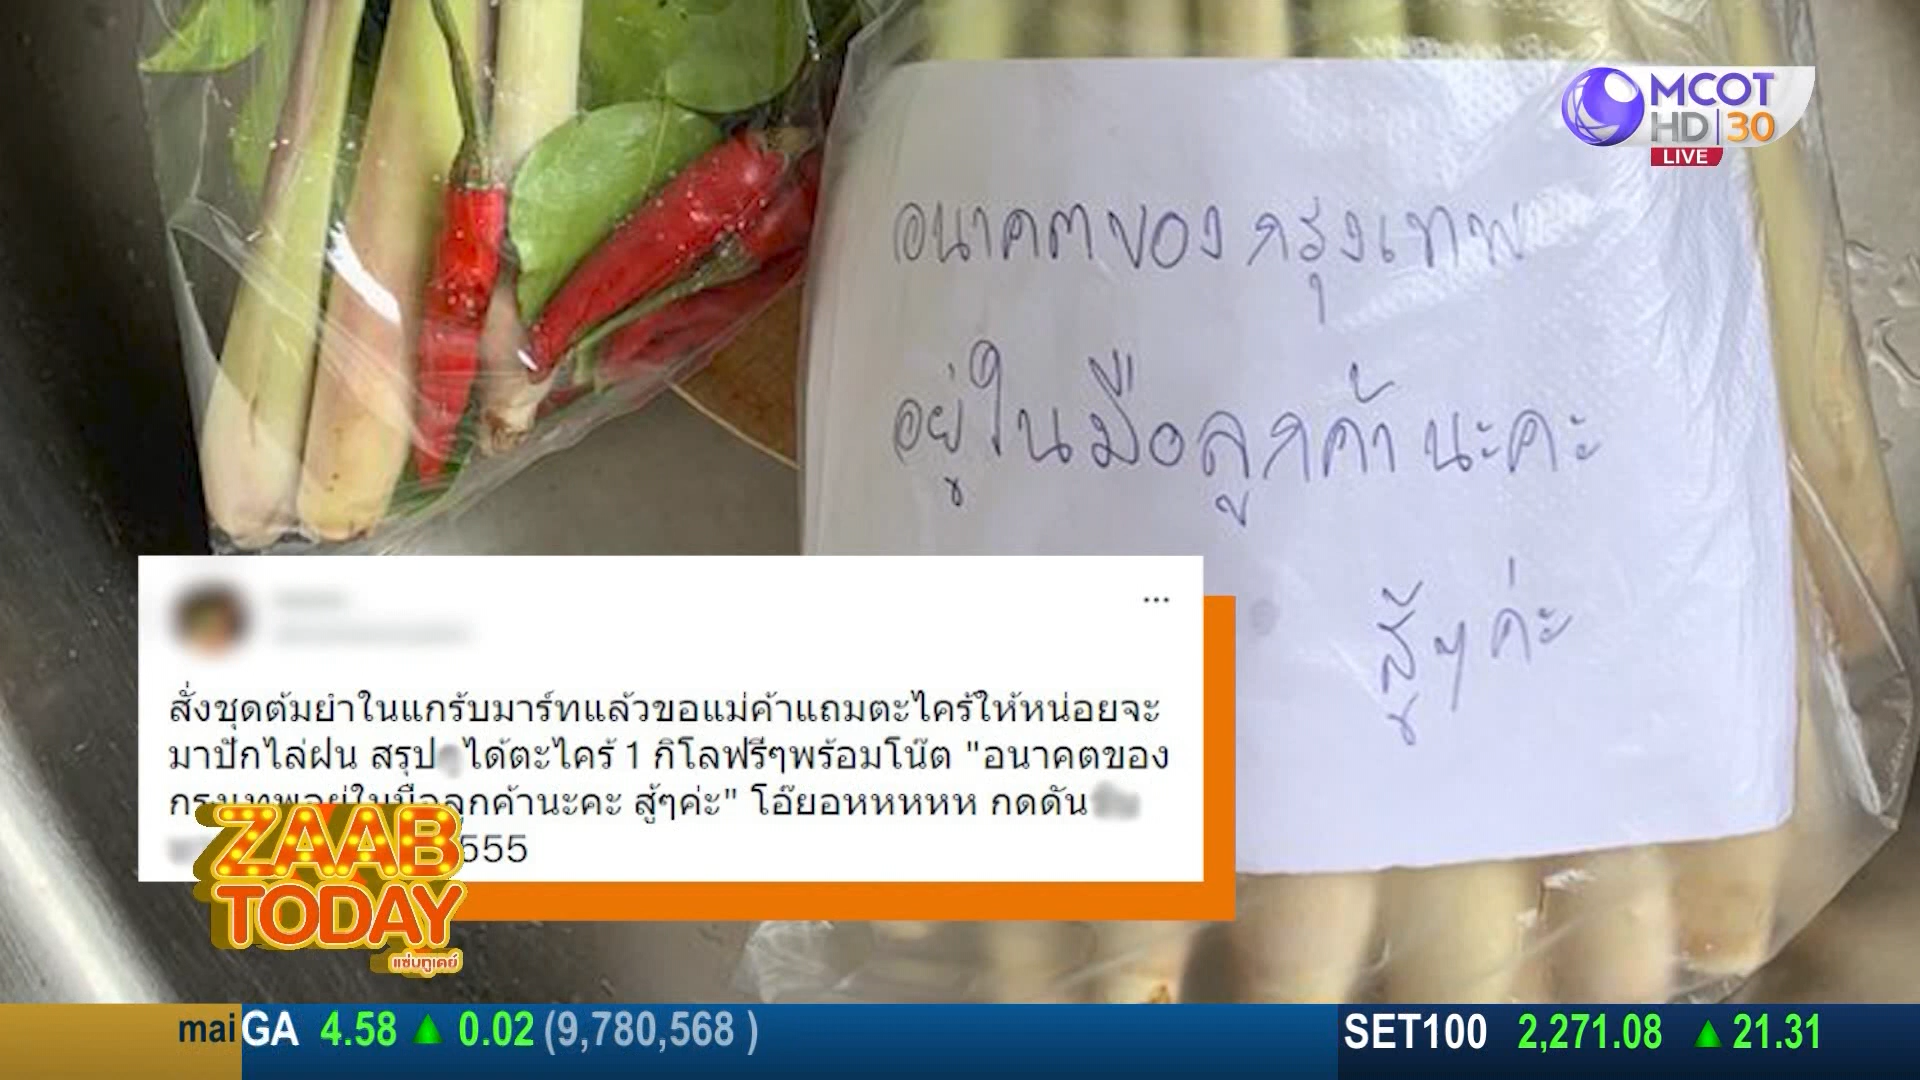 MCOT
HD 30
LIVE
อนาคตของกรุงเทพ
อยู่ในมือลูกค้านะคะ
สู้ๆค่ะ
สั่งชุดต้มยำในแกร้บมาร์ทแล้วขอแม่ค้าแถมตะไคร้ให้หน่อยจะ
มาปักไล่ฝน สรุป ได้ตะไคร้ 1 กิโลฟรีๆพร้อมโน๊ต "อนาคตของ
กรุงเทพอยู่ในมือลูกค้านะคะ สู้ๆค่ะ" โอ๊ยอหหหหห กดดัน
555
ZAAB
TODAY
แซ่บทูเดย์
mai GA 4.58 ▲ 0.02 (9,780,568 )
SET100 2,271.08 ▲ 21.31